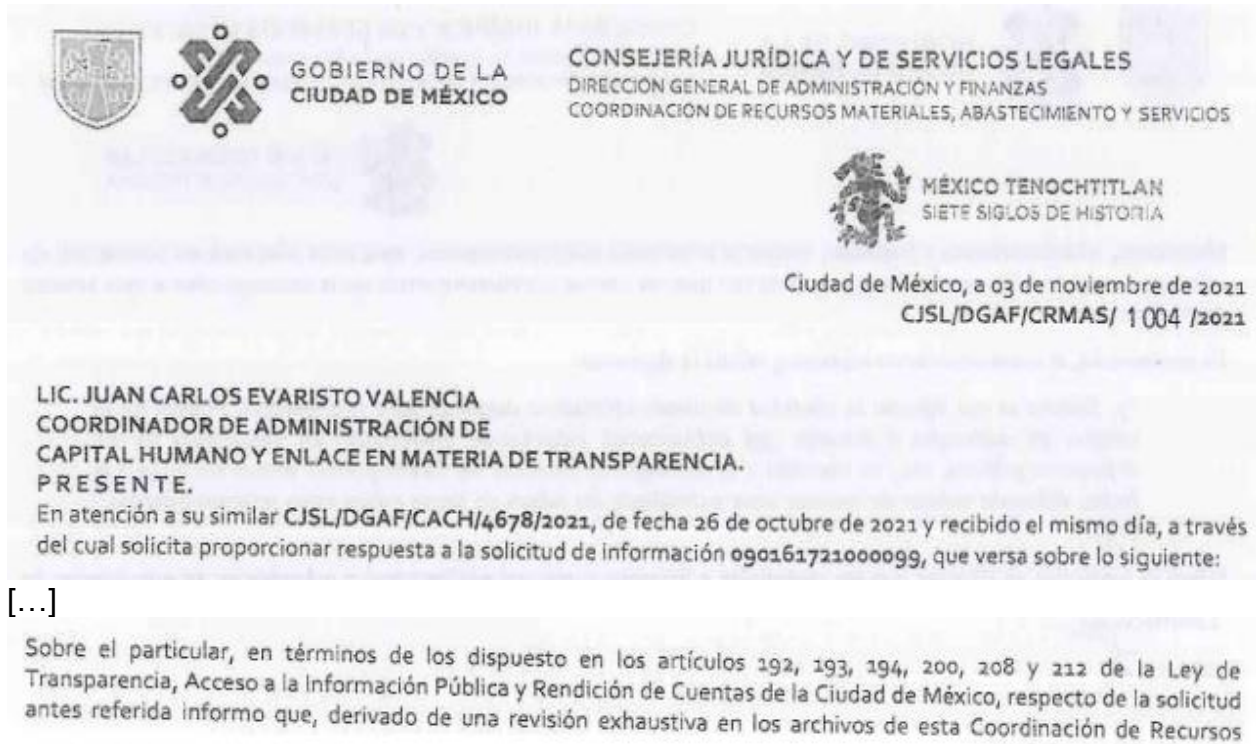 GOBIERNO DE LA
CIUDAD DE MÉXICO
CONSEJERÍA JURÍDICA Y DE SERVICIOS LEGALES
DIRECCIÓN GENERAL DE ADMINISTRACIÓN Y FINANZAS
COORDINACIÓN DE RECURSOS MATERIALES, ABASTECIMIENTO Y SERVICIOS
MÉXICO TENOCHTITLAN
SIETE SIGLOS DE HISTORIA
Ciudad de México, a 03 de noviembre de 2021
CJSL/DGAF/CRMAS/ 1004 /2021
LIC. JUAN CARLOS EVARISTO VALENCIA
COORDINADOR DE ADMINISTRACIÓN DE
CAPITAL HUMANO Y ENLACE EN MATERIA DE TRANSPARENCIA.
PRESENTE.
En atención a su similar CJSL/DGAF/CACH/4678/2021, de fecha 26 de octubre de 2021 y recibido el mismo día, a través
del cual solicita proporcionar respuesta a la solicitud de información 090161721000099, que versa sobre lo siguiente:
[…]
Sobre el particular, en términos de los dispuesto en los artículos 192, 193, 194, 200, 208 y 212 de la Ley de
Transparencia, Acceso a la Información Pública y Rendición de Cuentas de la Ciudad de México, respecto de la solicitud
antes referida informo que, derivado de una revisión exhaustiva en los archivos de esta Coordinación de Recursos